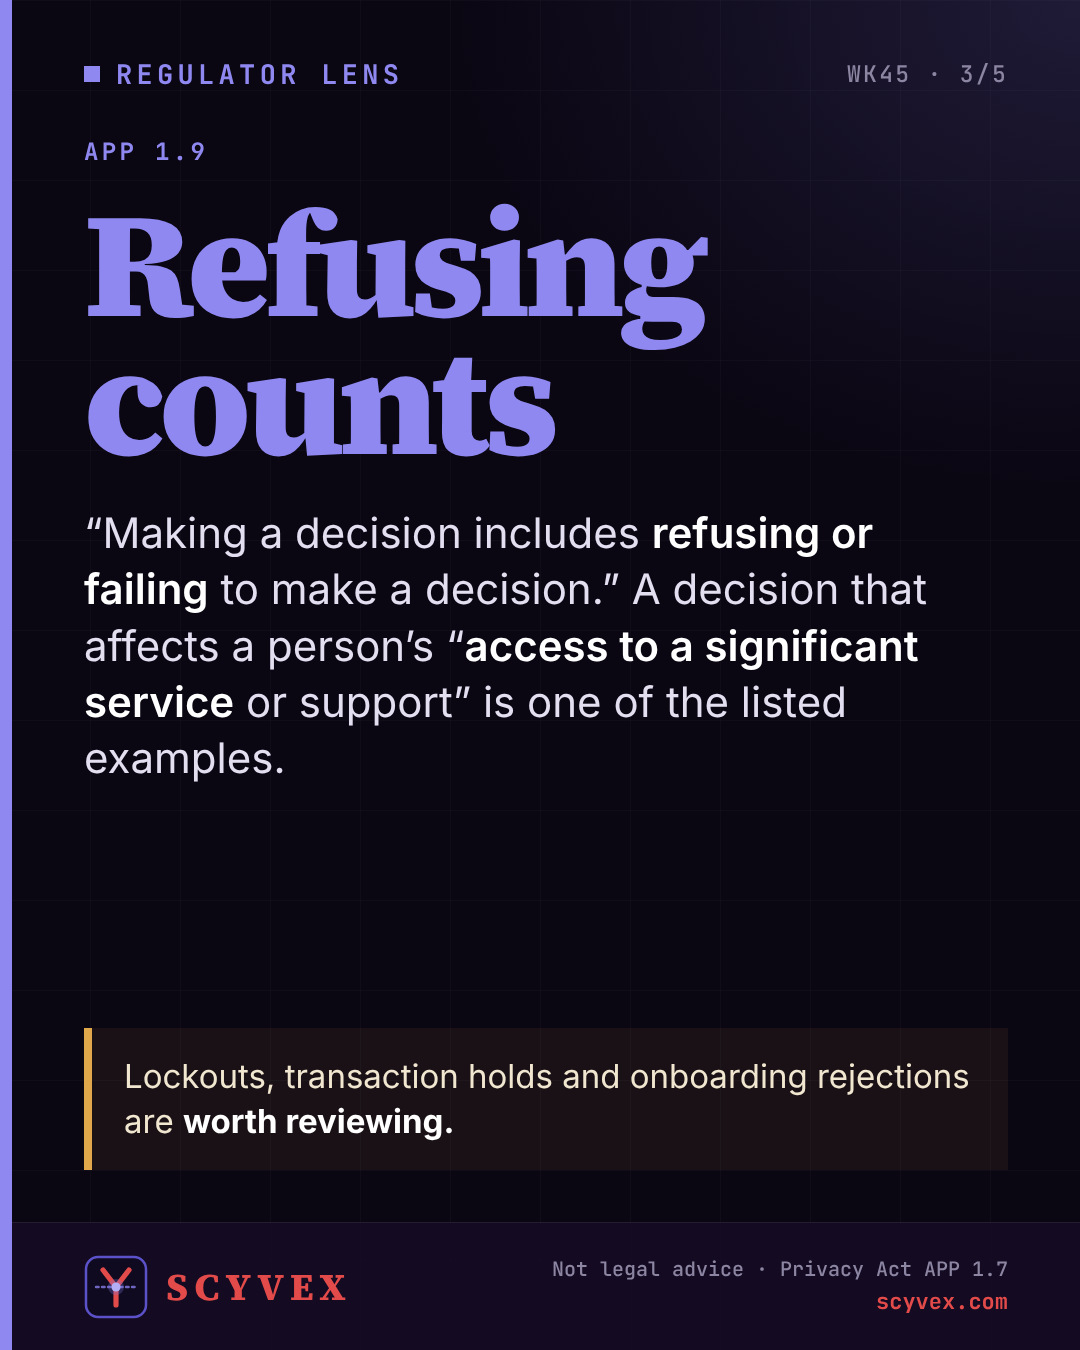 REGULATOR LENS
WK45 · 3/5
APP 1.9
Refusing
counts
“Making a decision includes refusing or
failing to make a decision.” A decision that
affects a person’s “access to a significant
service or support” is one of the listed
examples.
Lockouts, transaction holds and onboarding rejections
are worth reviewing.
SCYVEX
Not legal advice · Privacy Act APP 1.7
scyvex.com